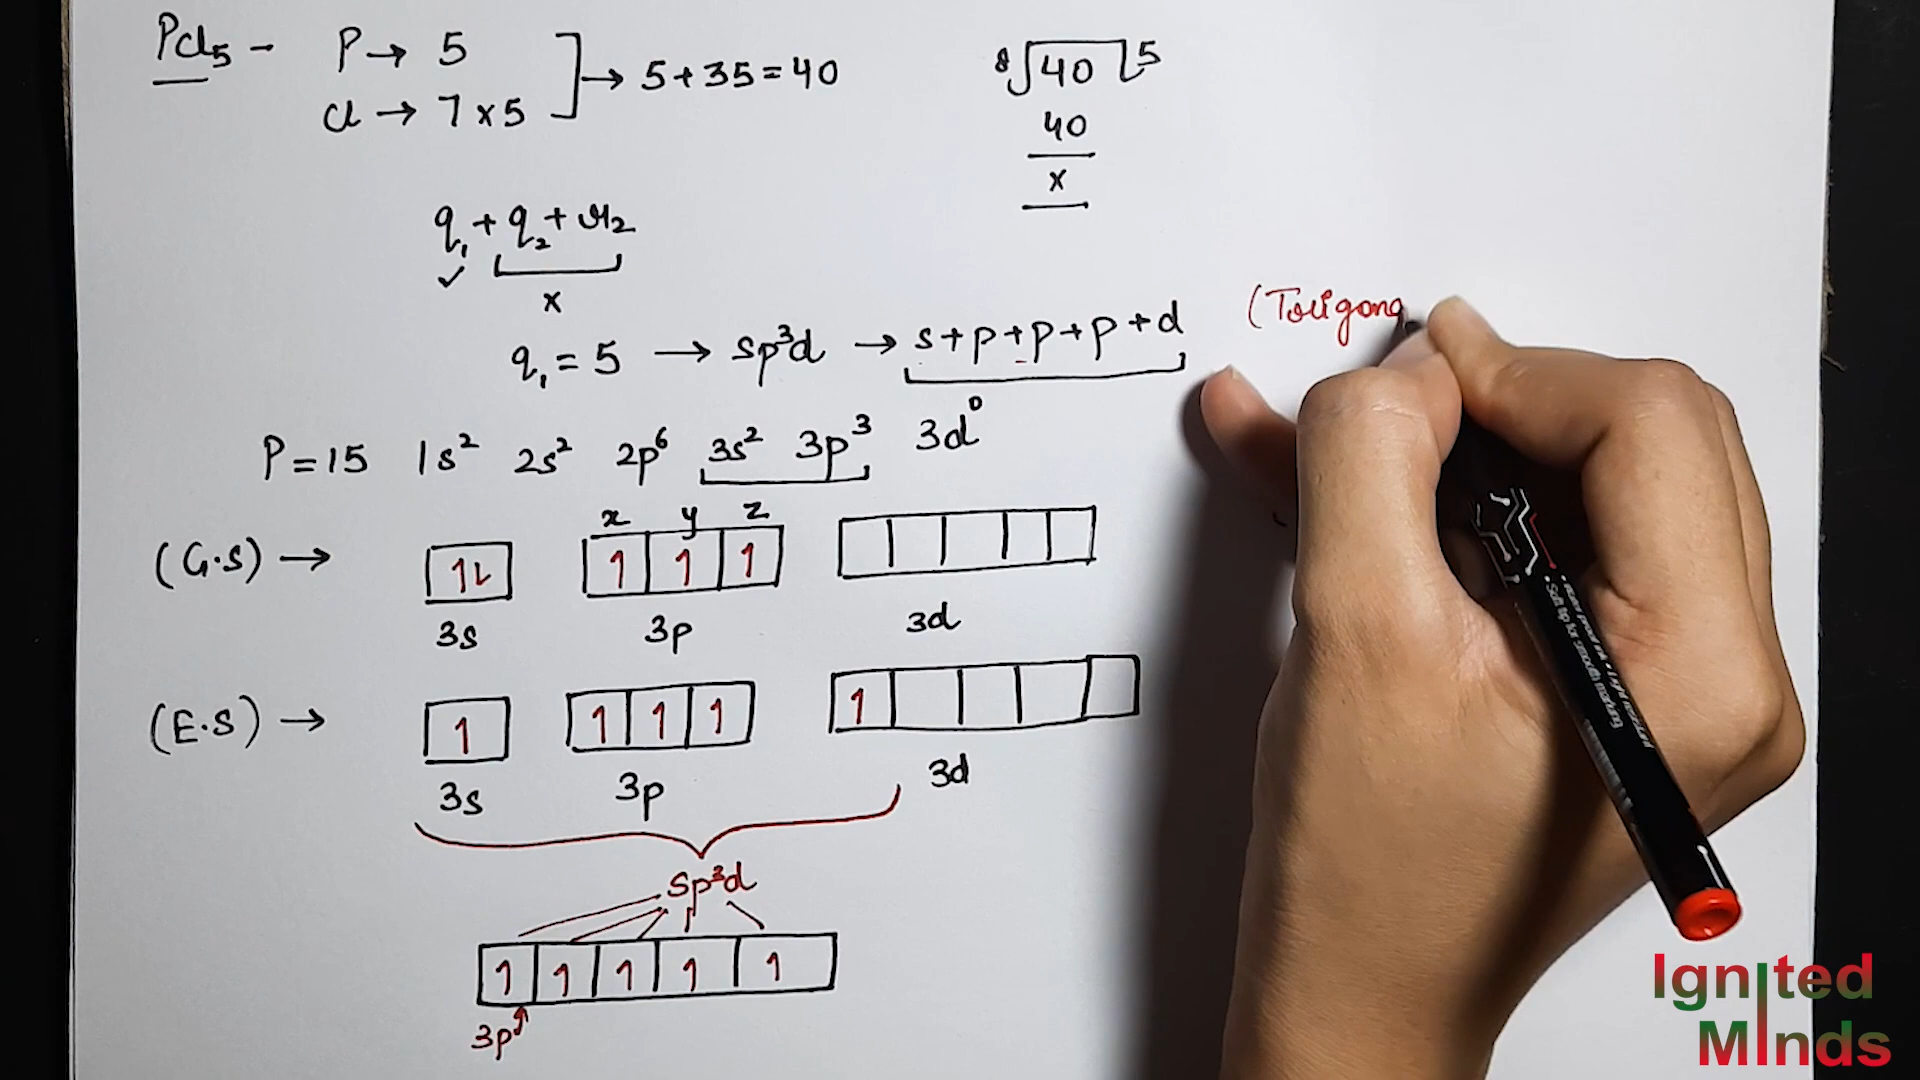 PCl5 - P → 5
Cl → 7 x 5
→ 5 + 35 = 40
8 40 5
40
x
q1 + q2 + r2
✓ x
q1 = 5 → sp³d → s + p + p + p + d
(Trigona
P = 15 1s² 2s² 2p⁶ 3s² 3p³ 3d⁰
x y z
(G.S) → 1L 1 1 1
3s 3p 3d
(E.S) → 1 1 1 1 1
3s 3p 3d
sp³d
1 1 1 1 1
3p
Ignited
Minds